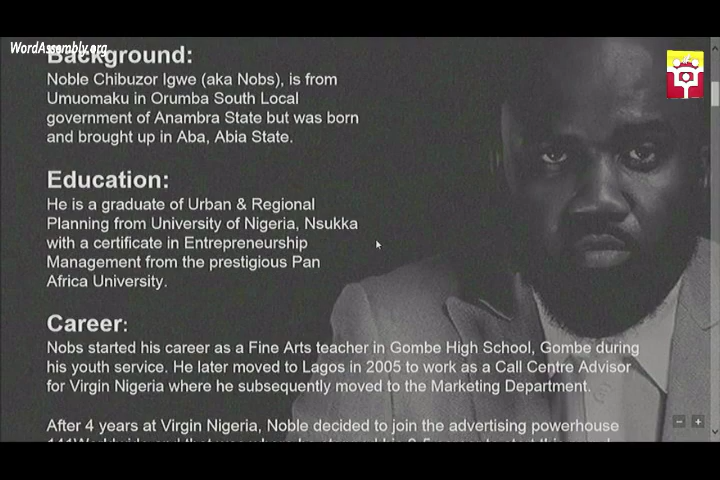 WordAssembly.org
Background:
Noble Chibuzor Igwe (aka Nobs), is from
Umuomaku in Orumba South Local
government of Anambra State but was born
and brought up in Aba, Abia State.
Education:
He is a graduate of Urban & Regional
Planning from University of Nigeria, Nsukka
with a certificate in Entrepreneurship
Management from the prestigious Pan
Africa University.
Career:
Nobs started his career as a Fine Arts teacher in Gombe High School, Gombe during
his youth service. He later moved to Lagos in 2005 to work as a Call Centre Advisor
for Virgin Nigeria where he subsequently moved to the Marketing Department.
After 4 years at Virgin Nigeria, Noble decided to join the advertising powerhouse